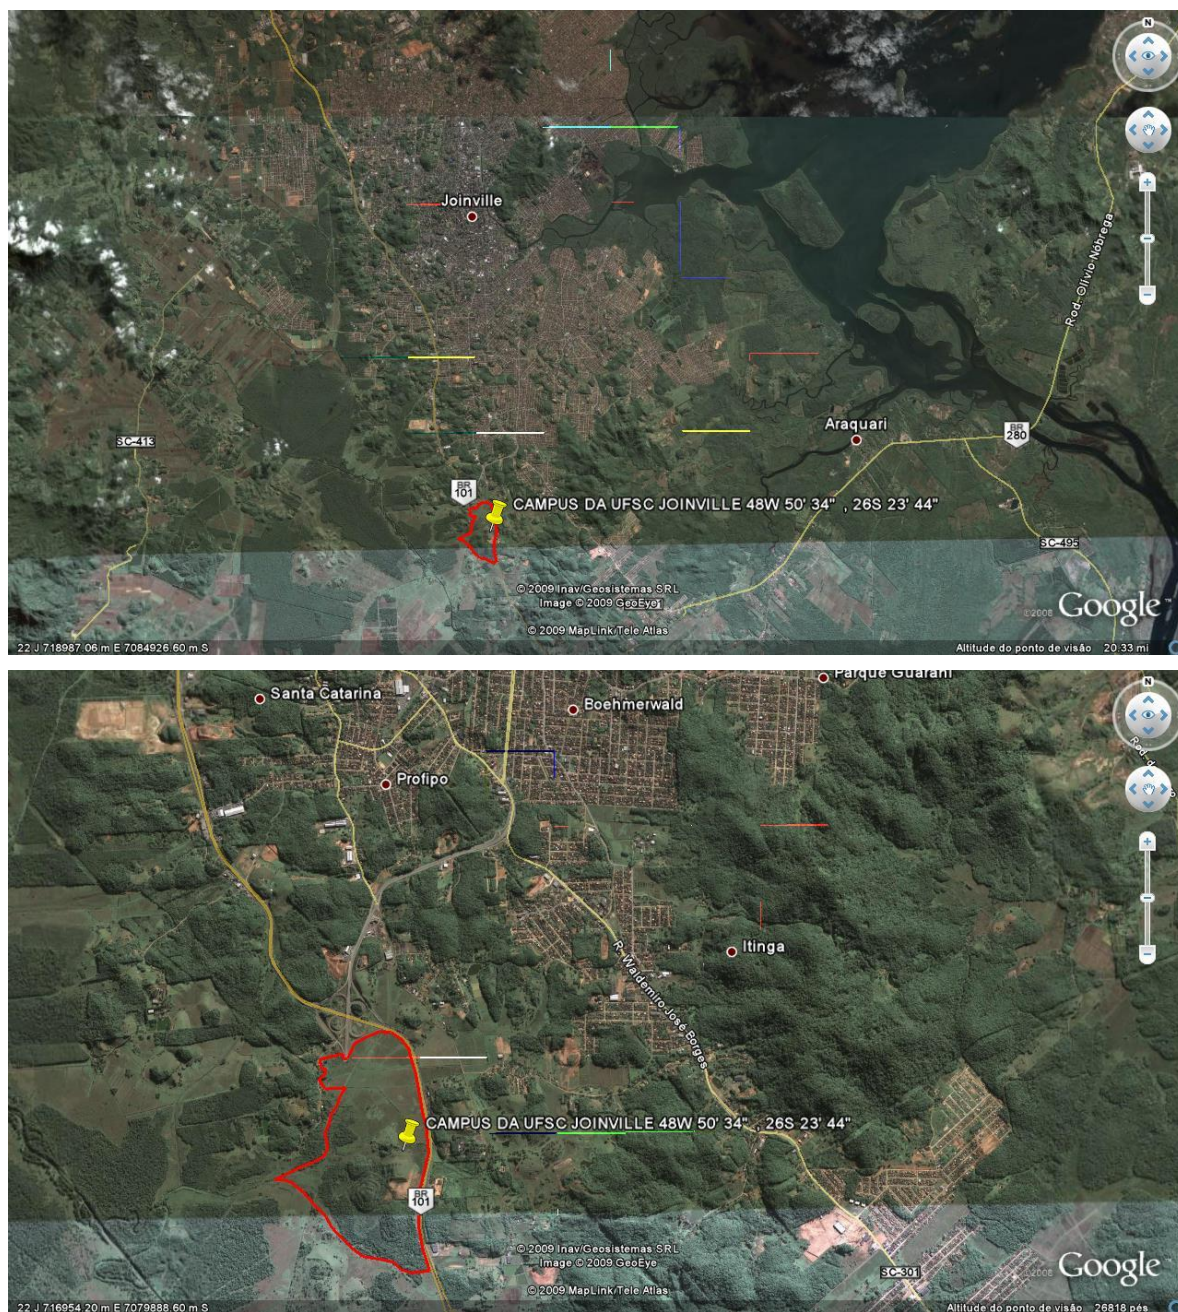 N
Joinville
Rod. Olívio Nóbrega
Araquari
SC-413
BR
280
BR
101
CAMPUS DA UFSC JOINVILLE 48W 50' 34" , 26S 23' 44"
SC-495
© 2009 Inav/Geosistemas SRL
Image © 2009 GeoEye
© 2009 MapLink/Tele Atlas
Google™
22 J 718987.06 m E 7084926.60 m S
Altitude do ponto de visão 20.33 mi
Parque Guarani
N
Santa Catarina
Boehmerwald
Profipo
Itinga
R. Waldemiro José Borges
CAMPUS DA UFSC JOINVILLE 48W 50' 34" , 26S 23' 44"
BR
101
SC-301
© 2009 Inav/Geosistemas SRL
Image © 2009 GeoEye
© 2009 MapLink/Tele Atlas
Google
22 J 716954.20 m E 7079888.60 m S
Altitude do ponto de visão 26818 pés